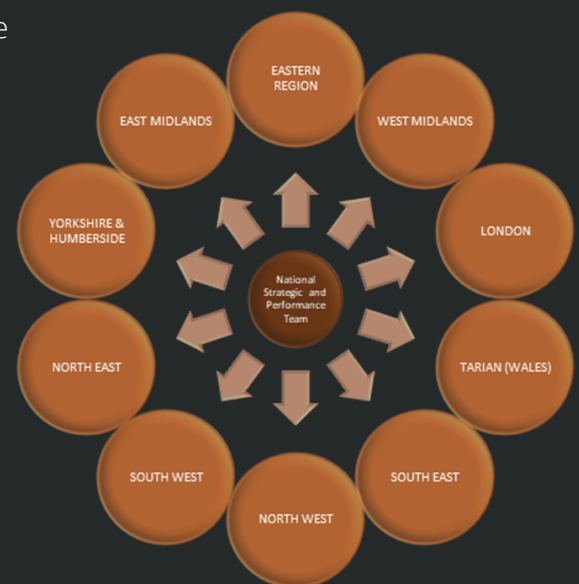 e
EASTERN
REGION
EAST MIDLANDS
WEST MIDLANDS
YORKSHIRE &
HUMBERSIDE
LONDON
National
Strategic and
Performance
Team
NORTH EAST
TARIAN (WALES)
SOUTH WEST
SOUTH EAST
NORTH WEST